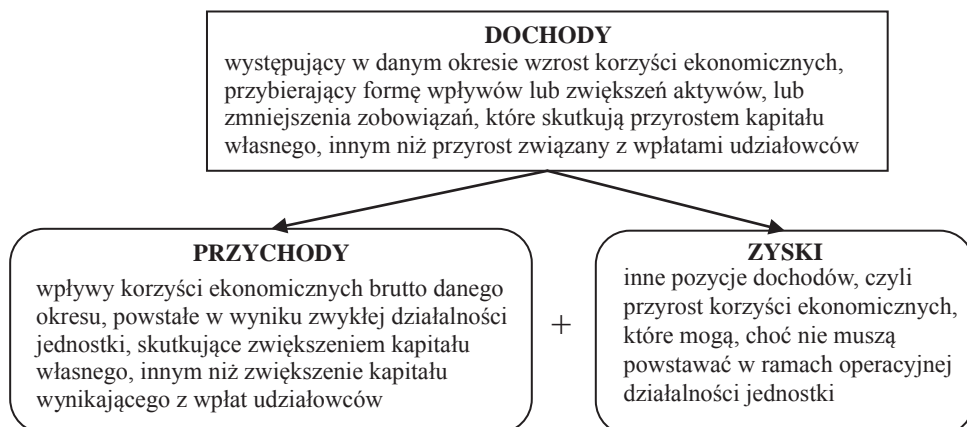 DOCHODY
występujący w danym okresie wzrost korzyści ekonomicznych,
przybierający formę wpływów lub zwiększeń aktywów, lub
zmniejszenia zobowiązań, które skutkują przyrostem kapitału
własnego, innym niż przyrost związany z wpłatami udziałowców
PRZYCHODY
wpływy korzyści ekonomicznych brutto danego
okresu, powstałe w wyniku zwykłej działalności
jednostki, skutkujące zwiększeniem kapitału
własnego, innym niż zwiększenie kapitału
wynikającego z wpłat udziałowców
+
ZYSKI
inne pozycje dochodów, czyli
przyrost korzyści ekonomicznych,
które mogą, choć nie muszą
powstawać w ramach operacyjnej
działalności jednostki